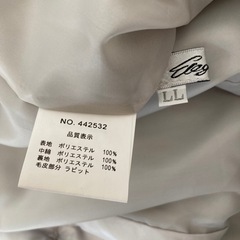 NO. 442532
品質表示
表地 ポリエステル 100%
中綿 ポリエステル 100%
裏地 ポリエステル 100%
毛皮部分 ラビット
LL